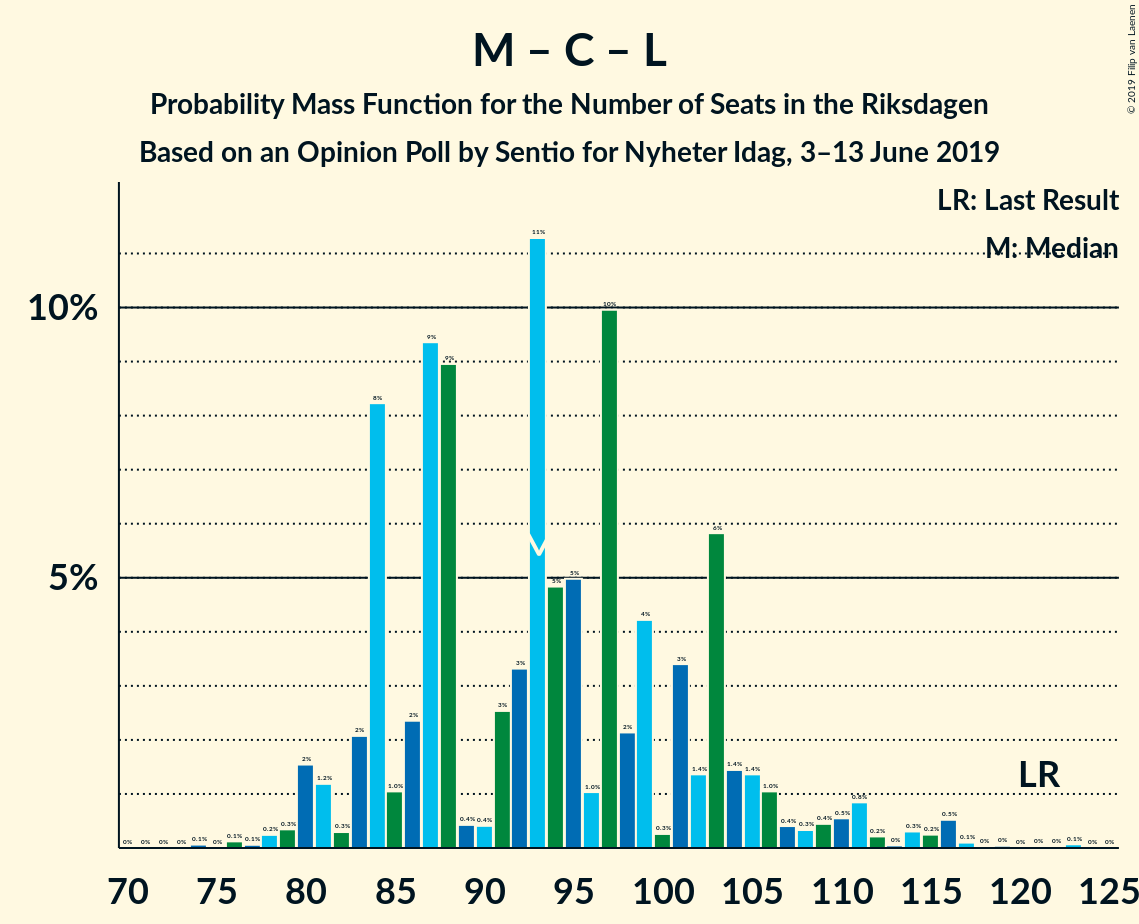 M – C – L
Probability Mass Function for the Number of Seats in the Riksdagen
Based on an Opinion Poll by Sentio for Nyheter Idag, 3–13 June 2019
© 2019 Filip van Laenen
LR: Last Result
M: Median
10%
5%
0% 0% 0% 0% 0.1% 0% 0.1% 0.1% 0.2% 0.3% 2% 1.2% 0.3% 2% 8% 1.0% 2% 9% 9% 0.4% 0.4% 3% 3% 11% 5% 5% 1.0% 10% 2% 4% 0.3% 3% 1.4% 6% 1.4% 1.4% 1.0% 0.4% 0.3% 0.4% 0.5% 0.8% 0.2% 0% 0.3% 0.2% 0.5% 0.1% 0% 0% 0% 0% 0% 0.1% 0% 0%
M
LR
70 75 80 85 90 95 100 105 110 115 120 125